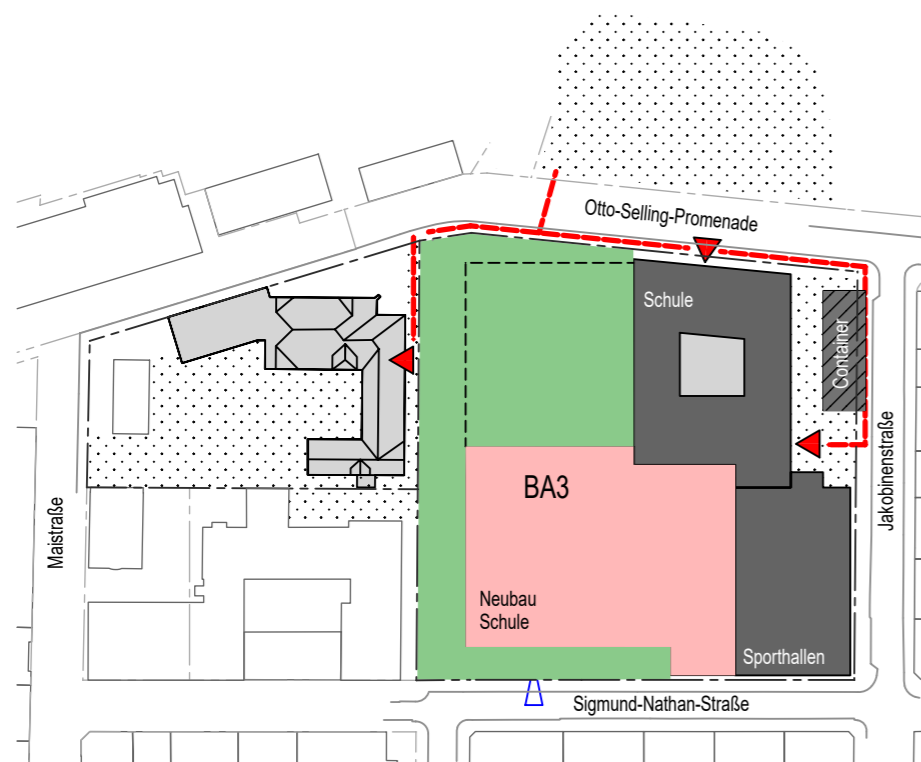 Otto-Selling-Promenade
Schule
Container
BA3
Maistraße
Jakobinenstraße
Neubau
Schule
Sporthallen
Sigmund-Nathan-Straße